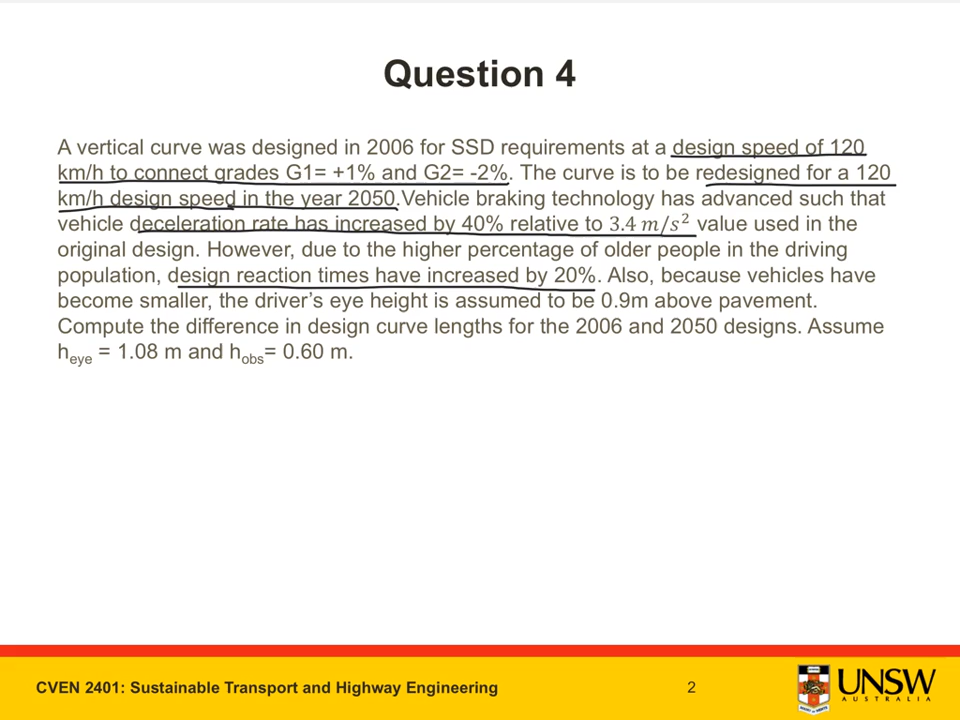 Question 4
A vertical curve was designed in 2006 for SSD requirements at a design speed of 120
km/h to connect grades G1= +1% and G2= -2%. The curve is to be redesigned for a 120
km/h design speed in the year 2050.Vehicle braking technology has advanced such that
vehicle deceleration rate has increased by 40% relative to 3.4 m/s² value used in the
original design. However, due to the higher percentage of older people in the driving
population, design reaction times have increased by 20%. Also, because vehicles have
become smaller, the driver's eye height is assumed to be 0.9m above pavement.
Compute the difference in design curve lengths for the 2006 and 2050 designs. Assume
heye = 1.08 m and hobs= 0.60 m.
CVEN 2401: Sustainable Transport and Highway Engineering
2
UNSW
AUSTRALIA